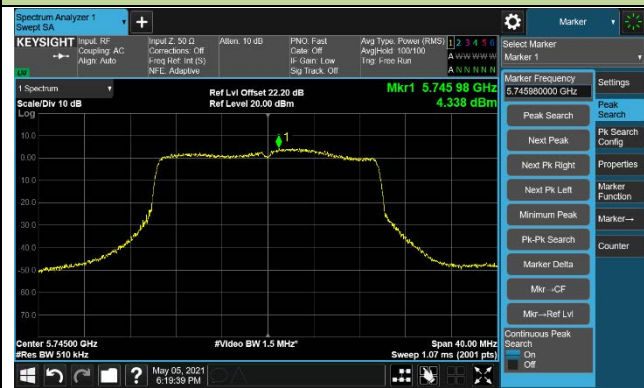 Spectrum Analyzer 1
Swept SA
+
Marker
KEYSIGHT
Input: RF
Coupling: AC
Align: Auto
Input Z: 50 Ω
Corrections: Off
Freq Ref: Int (S)
NFE: Adaptive
Atten: 10 dB
PNO: Fast
Gate: Off
IF Gain: Low
Sig Track: Off
Avg Type: Power (RMS)
Avg|Hold: 100/100
Trig: Free Run
1 2 3 4 5 6
A W W W W W
A N N N N N
LXI
Select Marker
Marker 1
1 Spectrum
Scale/Div 10 dB
Log
Ref Lvl Offset 22.20 dB
Ref Level 20.00 dBm
Mkr1 5.745 98 GHz
4.338 dBm
1
10.0
0.00
10.0
20.0
30.0
40.0
50.0
60.0
70.0
Center 5.74500 GHz
#Res BW 510 kHz
#Video BW 1.5 MHz*
Span 40.00 MHz
Sweep 1.07 ms (2001 pts)
Marker Frequency
5.745980000 GHz
Peak Search
Next Peak
Next Pk Right
Next Pk Left
Minimum Peak
Pk-Pk Search
Marker Delta
Mkr→CF
Mkr→Ref Lvl
Continuous Peak
Search
On
Off
Settings
Peak
Search
Pk Search
Config
Properties
Marker
Function
Marker→
Counter
?
May 05, 2021
6:19:39 PM